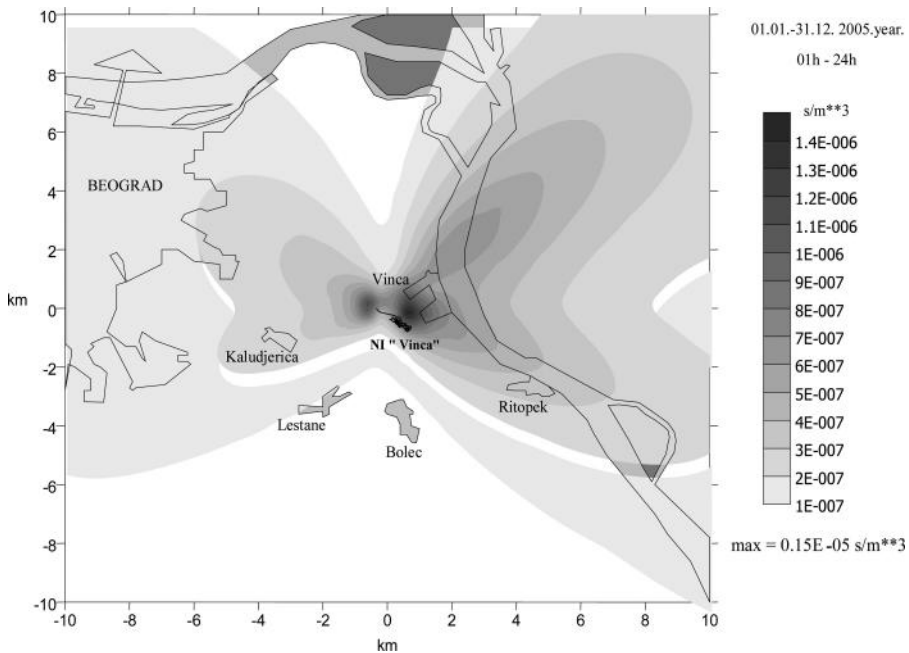 01.01.-31.12. 2005.year.
01h - 24h
s/m**3
1.4E-006
1.3E-006
1.2E-006
1.1E-006
1E-006
9E-007
8E-007
7E-007
6E-007
5E-007
4E-007
3E-007
2E-007
1E-007
max = 0.15E -05 s/m**3
10
8
6
4
2
0
-2
-4
-6
-8
-10
km
-10
-8
-6
-4
-2
0
2
4
6
8
10
km
BEOGRAD
Vinca
NI " Vinca"
Kaludjerica
Lestane
Bolec
Ritopek